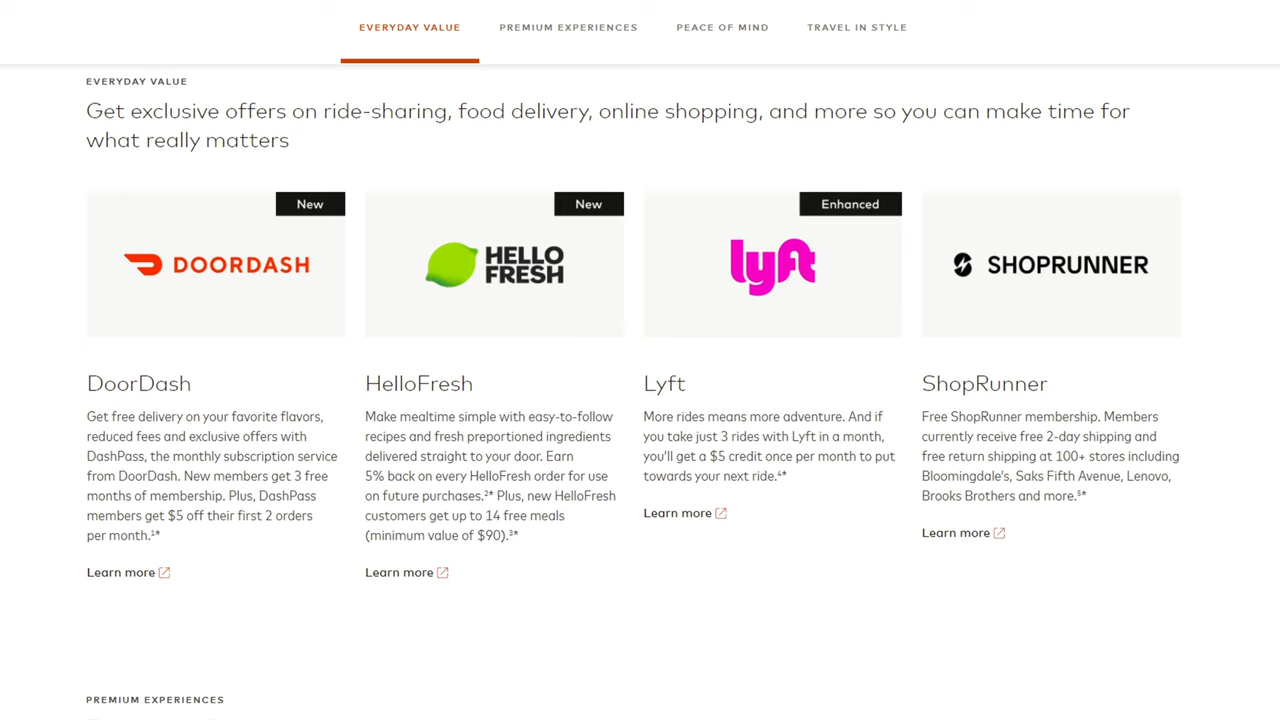 EVERYDAY VALUE PREMIUM EXPERIENCES PEACE OF MIND TRAVEL IN STYLE
EVERYDAY VALUE
Get exclusive offers on ride-sharing, food delivery, online shopping, and more so you can make time for
what really matters
New
DOORDASH
DoorDash
Get free delivery on your favorite flavors,
reduced fees and exclusive offers with
DashPass, the monthly subscription service
from DoorDash. New members get 3 free
months of membership. Plus, DashPass
members get $5 off their first 2 orders
per month.¹*
Learn more
New
HELLO
FRESH
HelloFresh
Make mealtime simple with easy-to-follow
recipes and fresh preportioned ingredients
delivered straight to your door. Earn
5% back on every HelloFresh order for use
on future purchases.²* Plus, new HelloFresh
customers get up to 14 free meals
(minimum value of $90).³*
Learn more
Enhanced
lyft
Lyft
More rides means more adventure. And if
you take just 3 rides with Lyft in a month,
you'll get a $5 credit once per month to put
towards your next ride.⁴*
Learn more
SHOPRUNNER
ShopRunner
Free ShopRunner membership. Members
currently receive free 2-day shipping and
free return shipping at 100+ stores including
Bloomingdale's, Saks Fifth Avenue, Lenovo,
Brooks Brothers and more.⁵*
Learn more
PREMIUM EXPERIENCES